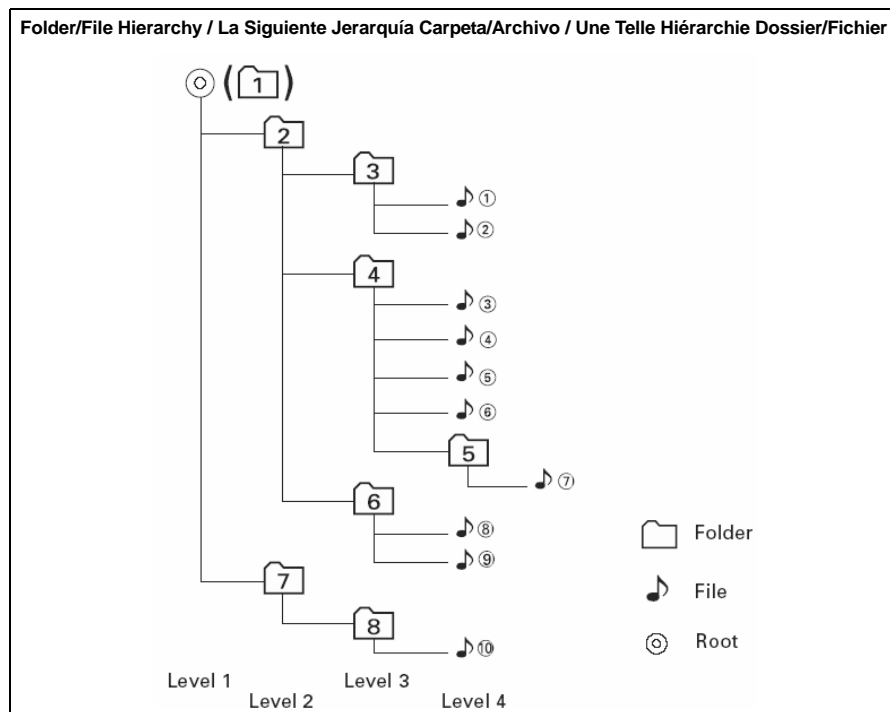 Folder/File Hierarchy / La Siguiente Jerarquía Carpeta/Archivo / Une Telle Hiérarchie Dossier/Fichier
(1)
2
3
①
②
4
③
④
⑤
⑥
5
⑦
6
⑧
⑨
Folder
7
File
8
⑩
Root
Level 1
Level 2
Level 3
Level 4